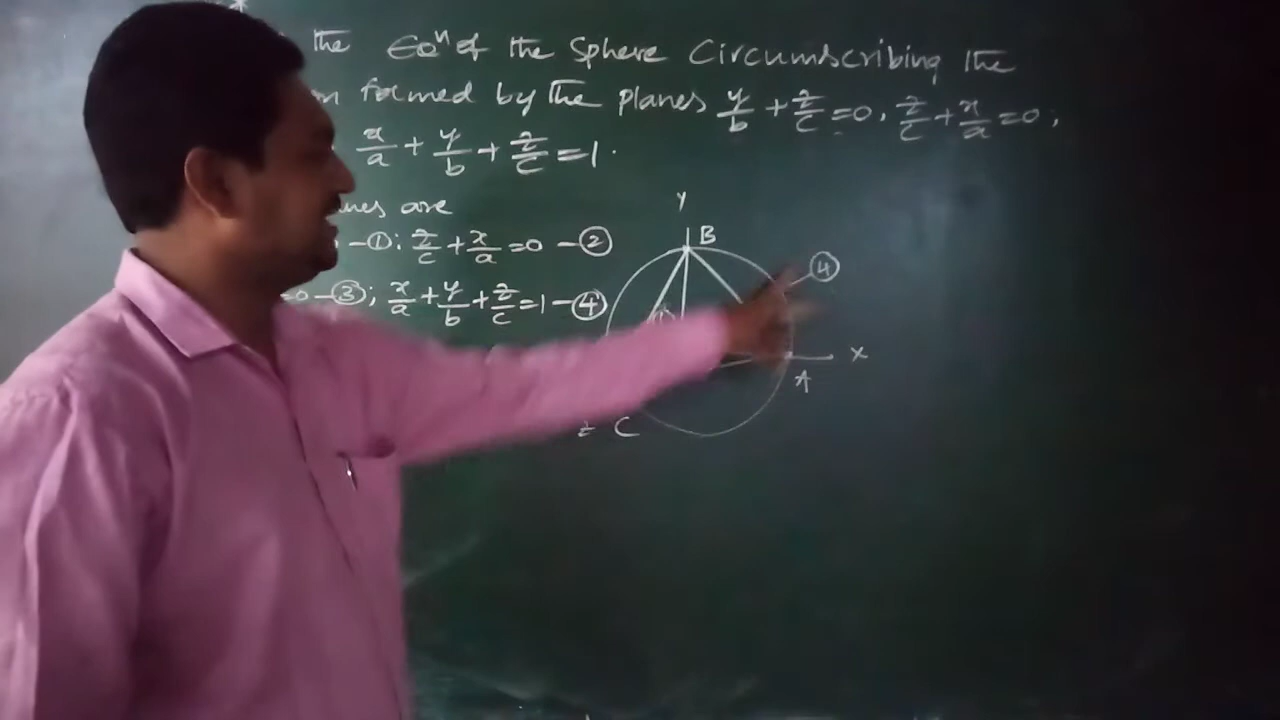 the Eqⁿ of the Sphere Circumscribing the
formed by the planes y/b + z/c = 0, z/c + x/a = 0,
x/a + y/b + z/c = 1.
are
- ①; z/c + x/a = 0 - ②
= 0 - ③; x/a + y/b + z/c = 1 - ④
Y
B
④
X
A
z C